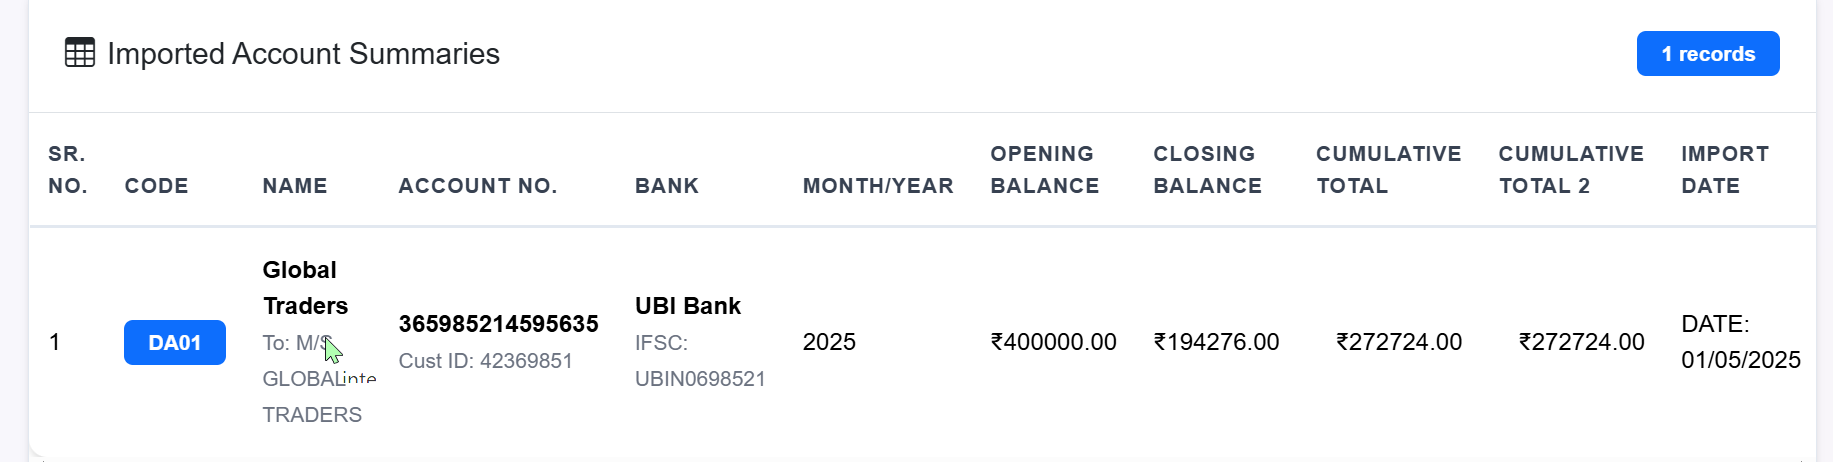 Imported Account Summaries
1 records
SR. NO.
CODE
NAME
ACCOUNT NO.
BANK
MONTH/YEAR
OPENING BALANCE
CLOSING BALANCE
CUMULATIVE TOTAL
CUMULATIVE TOTAL 2
IMPORT DATE
1
DA01
Global
Traders
To: M/S
GLOBAL
TRADERS
365985214595635
Cust ID: 42369851
UBI Bank
IFSC:
UBIN0698521
2025
₹400000.00
₹194276.00
₹272724.00
₹272724.00
DATE:
01/05/2025